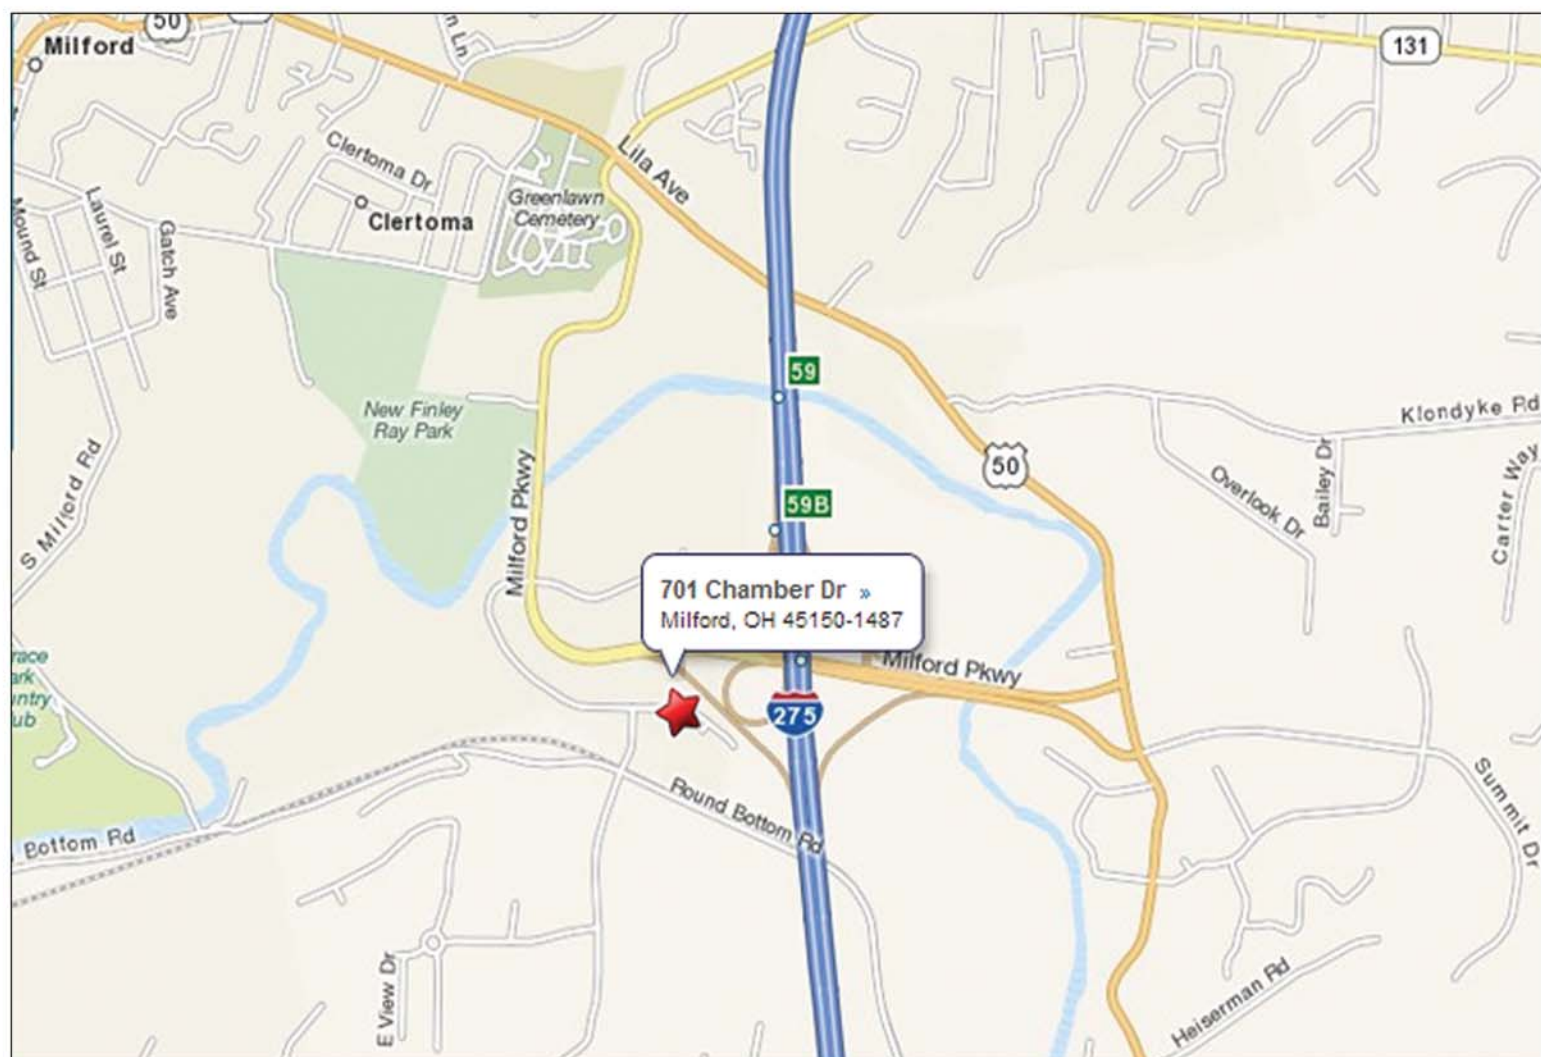 50
Milford
131
Clertoma Dr
Lila Ave
Greenlawn
Cemetery
Clertoma
Laurel St
Mound St
Gatch Ave
59
New Finley
Ray Park
Klondyke Rd
50
S Milford Rd
Milford Pkwy
Overlook Dr
Bailey Dr
Carter Way
59B
701 Chamber Dr »
Milford, OH 45150-1487
Milford Pkwy
275
Bottom Rd
Round Bottom Rd
Summit Dr
E View Dr
Heiserman Rd